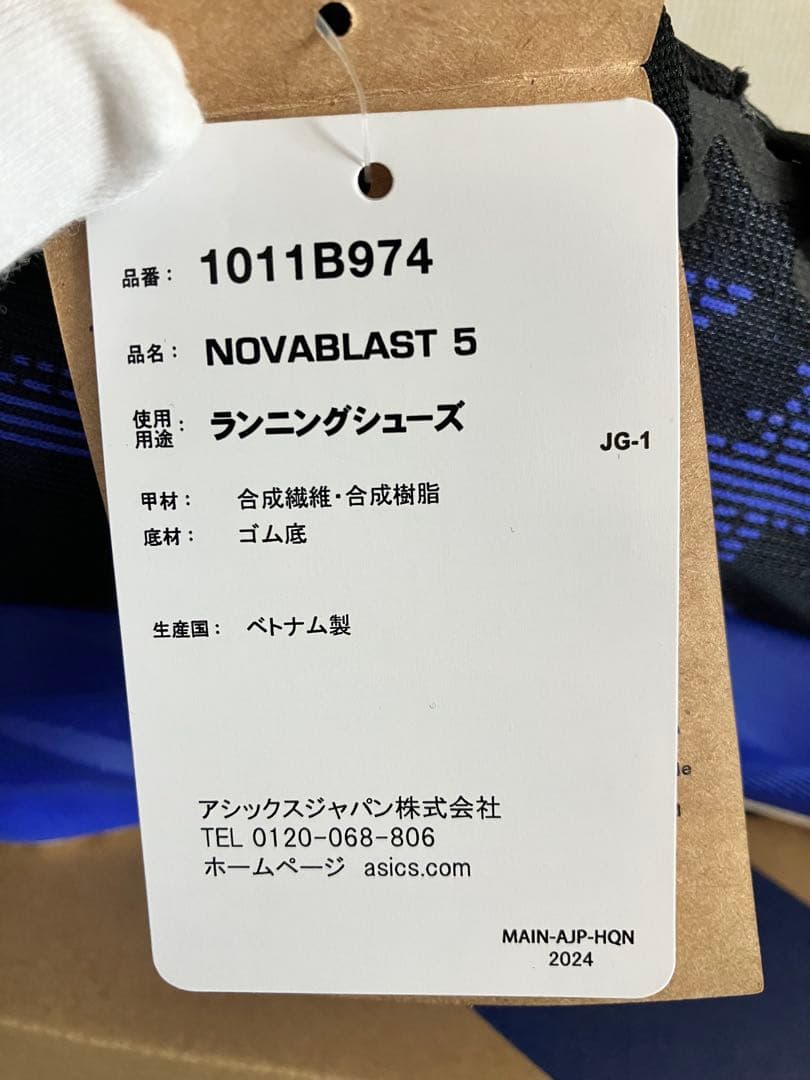 品番： 1011B974
品名： NOVABLAST 5
使用用途： ランニングシューズ
JG-1
甲材： 合成繊維・合成樹脂
底材： ゴム底
生産国： ベトナム製
アシックスジャパン株式会社
TEL 0120-068-806
ホームページ asics.com
MAIN-AJP-HQN
2024